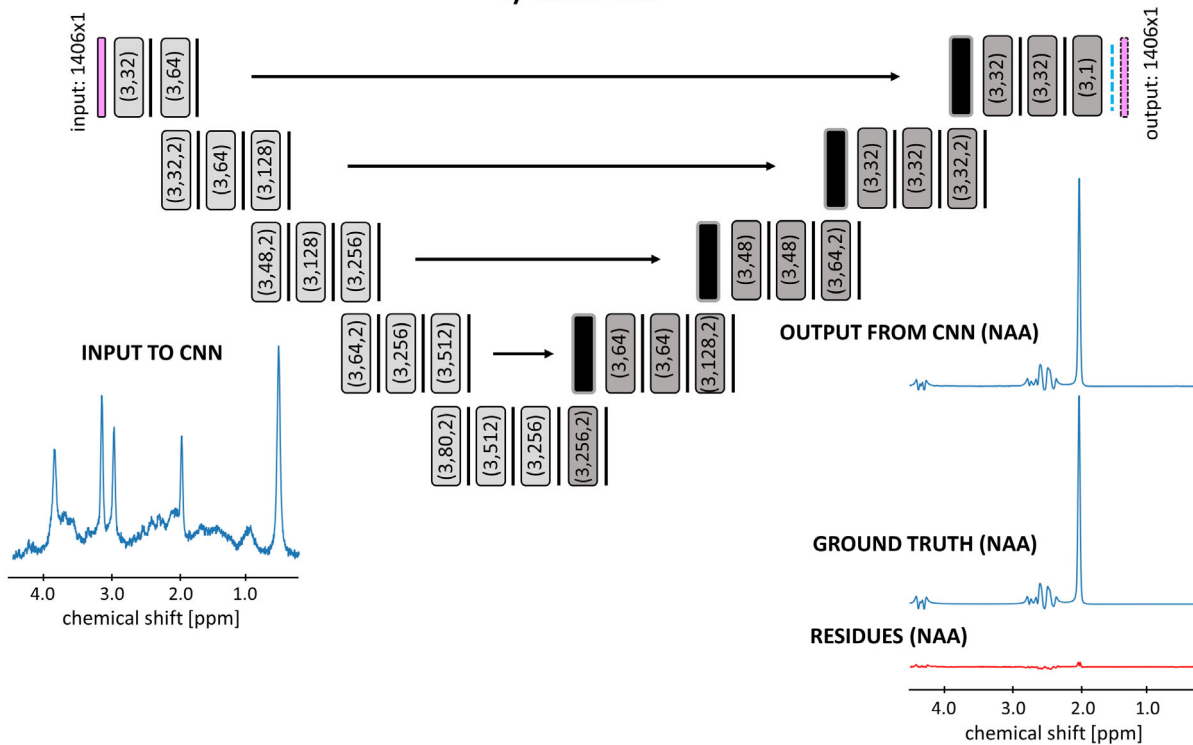 input: 1406x1
(3,32)
(3,64)
(3,32)
(3,32)
(3,1)
output: 1406x1
(3,32,2)
(3,64)
(3,128)
(3,32)
(3,32)
(3,32,2)
(3,48,2)
(3,128)
(3,256)
(3,48)
(3,48)
(3,64,2)
(3,64,2)
(3,256)
(3,512)
(3,64)
(3,64)
(3,128,2)
(3,80,2)
(3,512)
(3,256)
(3,256,2)
INPUT TO CNN
4.0 3.0 2.0 1.0
chemical shift [ppm]
OUTPUT FROM CNN (NAA)
GROUND TRUTH (NAA)
RESIDUES (NAA)
4.0 3.0 2.0 1.0
chemical shift [ppm]